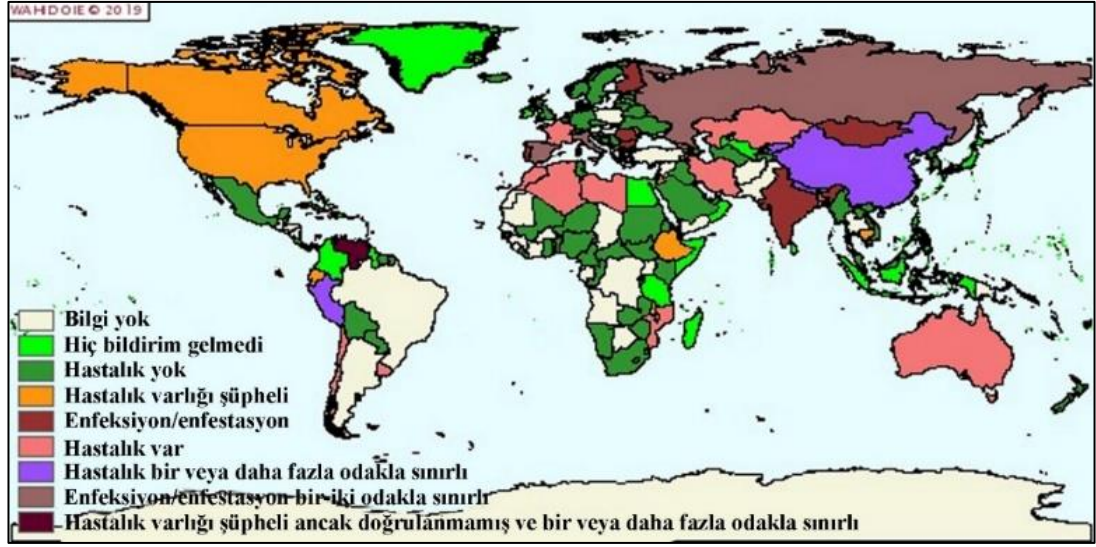 WAHIDOIE© 2019
Bilgi yok
Hiç bildirim gelmedi
Hastalık yok
Hastalık varlığı şüpheli
Enfeksiyon/enfestasyon
Hastalık var
Hastalık bir veya daha fazla odakla sınırlı
Enfeksiyon/enfestasyon bir-iki odakla sınırlı
Hastalık varlığı şüpheli ancak doğrulanmamış ve bir veya daha fazla odakla sınırlı